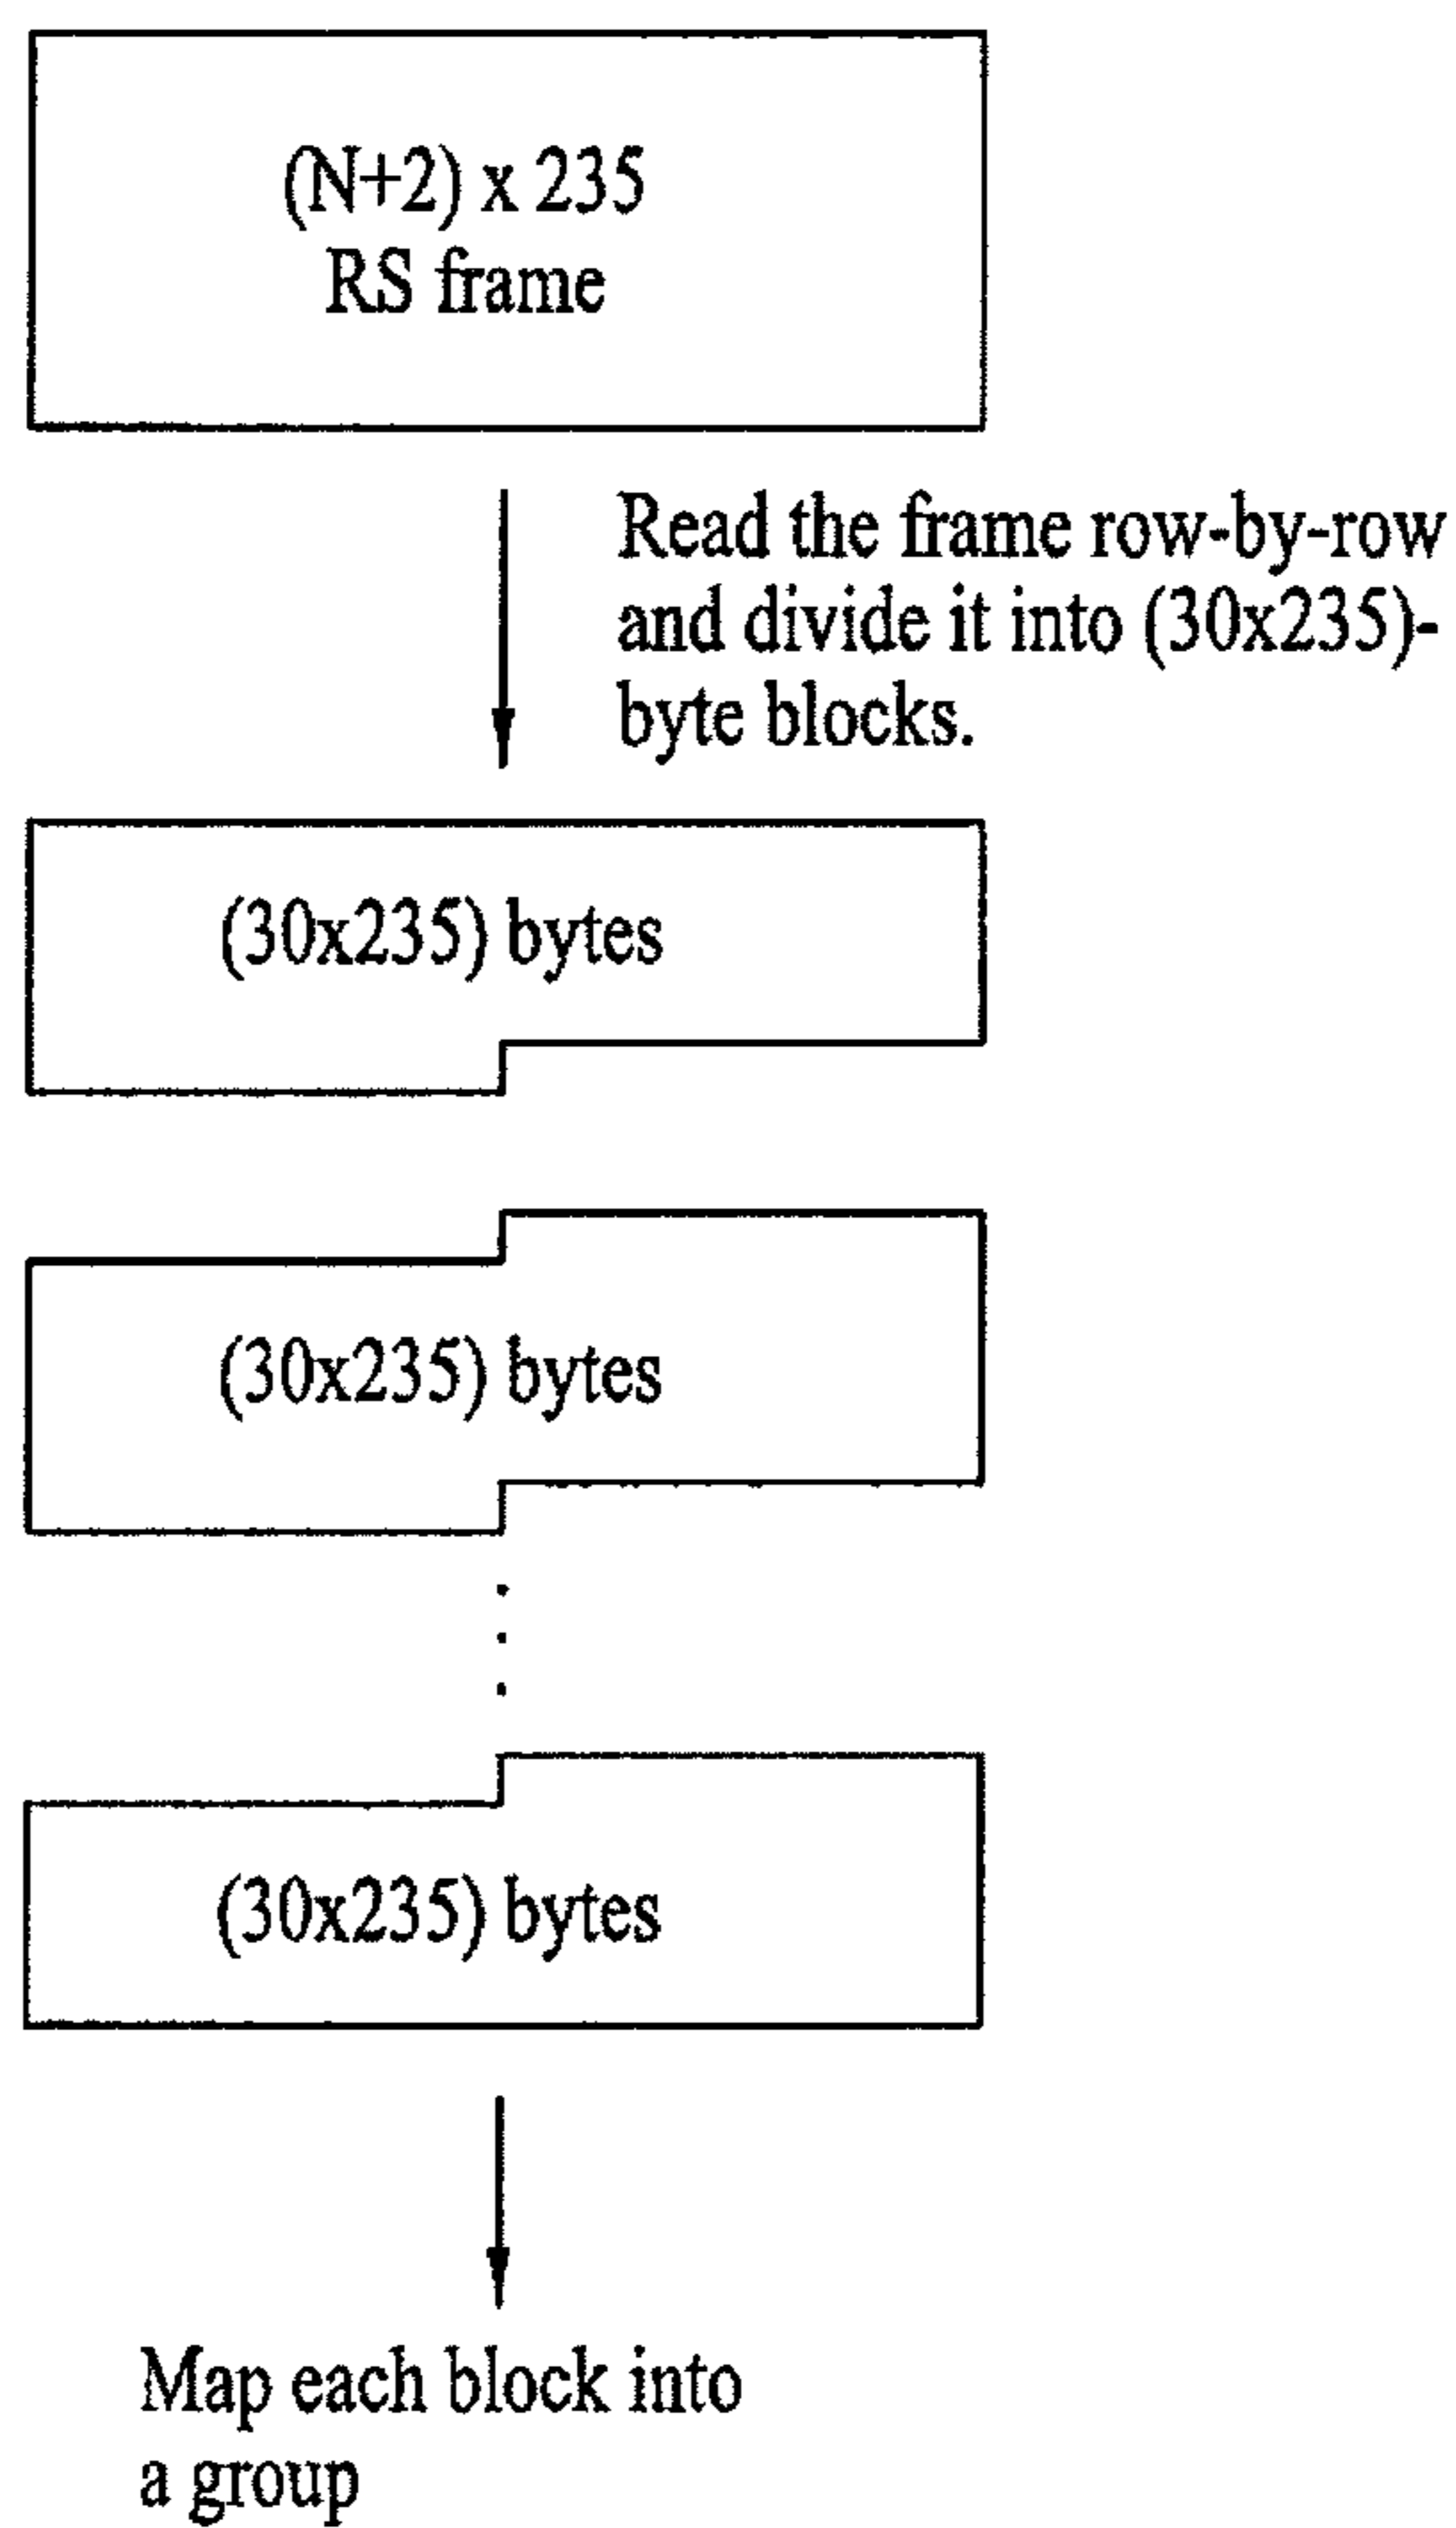 (N+2) x 235
RS frame
Read the frame row-by-row
and divide it into (30x235)-
byte blocks.
(30x235) bytes
(30x235) bytes
(30x235) bytes
Map each block into
a group